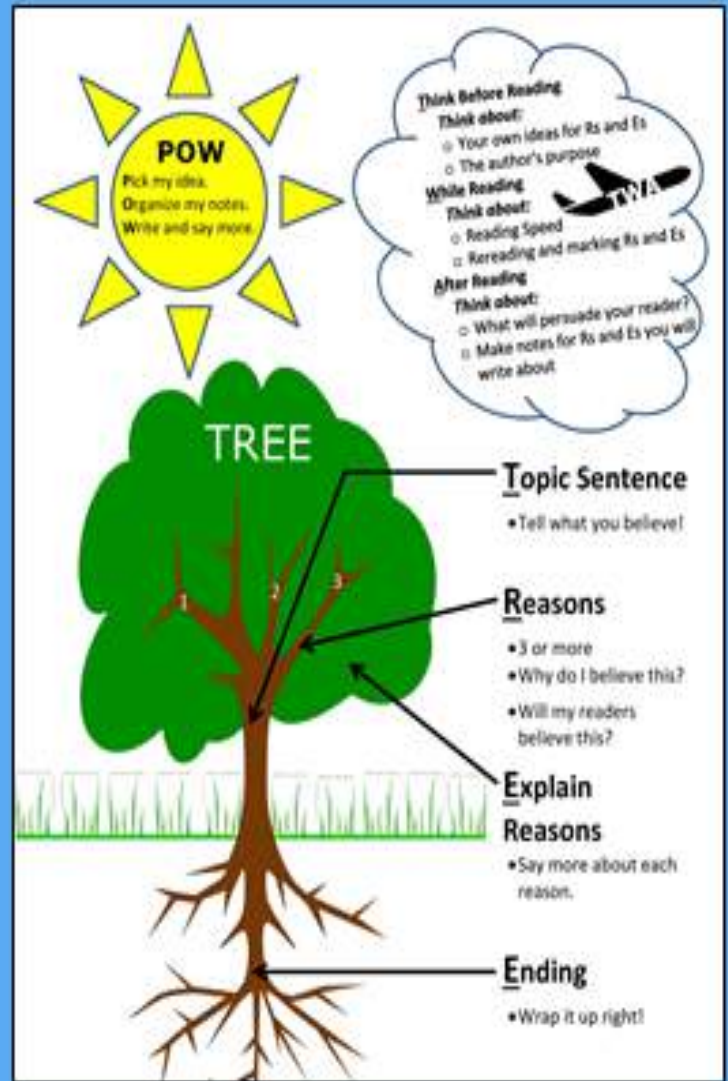 POW
Pick my idea.
Organize my notes.
Write and say more.
Think Before Reading
Think about:
o Your own ideas for Rs and Es
o The author's purpose
While Reading
Think about:
o Reading Speed
o Rereading and marking Rs and Es
TWA
After Reading
Think about:
o What will persuade your reader?
o Make notes for Rs and Es you will
write about
TREE
1
2
3
Topic Sentence
•Tell what you believe!
Reasons
•3 or more
•Why do I believe this?
•Will my readers
believe this?
Explain
Reasons
•Say more about each
reason.
Ending
•Wrap it up right!